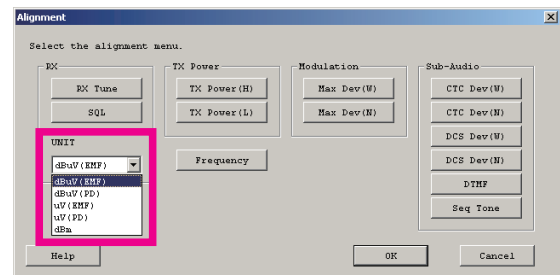 Alignment
Select the alignment menu.
RX
RX Tune
SQL
UNIT
dBuV(EMF)
dBuV(EMF)
dBuV(PD)
uV(EMF)
uV(PD)
dBm
TX Power
TX Power(H)
TX Power(L)
Frequency
Modulation
Max Dev(W)
Max Dev(N)
Sub-Audio
CTC Dev(W)
CTC Dev(N)
DCS Dev(W)
DCS Dev(N)
DTMF
Seq Tone
Help
OK
Cancel